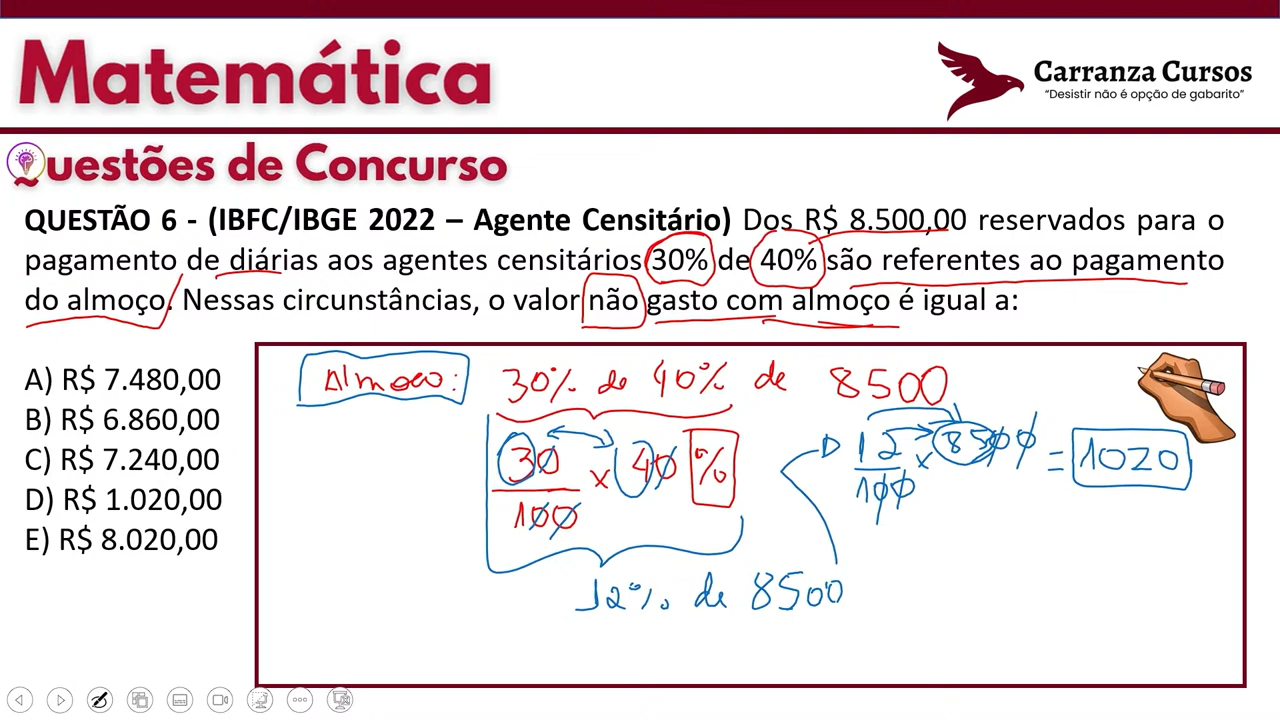 Matemática
Carranza Cursos
“Desistir não é opção de gabarito”
Questões de Concurso
QUESTÃO 6 - (IBFC/IBGE 2022 – Agente Censitário) Dos R$ 8.500,00 reservados para o
pagamento de diárias aos agentes censitários 30% de 40% são referentes ao pagamento
do almoço. Nessas circunstâncias, o valor não gasto com almoço é igual a:
A) R$ 7.480,00
B) R$ 6.860,00
C) R$ 7.240,00
D) R$ 1.020,00
E) R$ 8.020,00
Almoço: 30% de 40% de 8500
30/100 x 40 % 12/100 x 8500 = 1020
12% de 8500